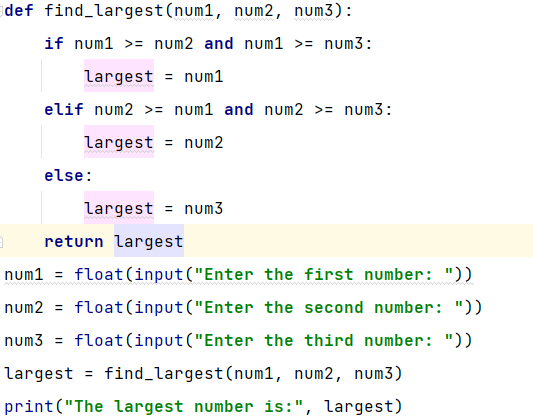 def find_largest(num1, num2, num3):
    if num1 >= num2 and num1 >= num3:
        largest = num1
    elif num2 >= num1 and num2 >= num3:
        largest = num2
    else:
        largest = num3
    return largest
num1 = float(input("Enter the first number: "))
num2 = float(input("Enter the second number: "))
num3 = float(input("Enter the third number: "))
largest = find_largest(num1, num2, num3)
print("The largest number is:", largest)